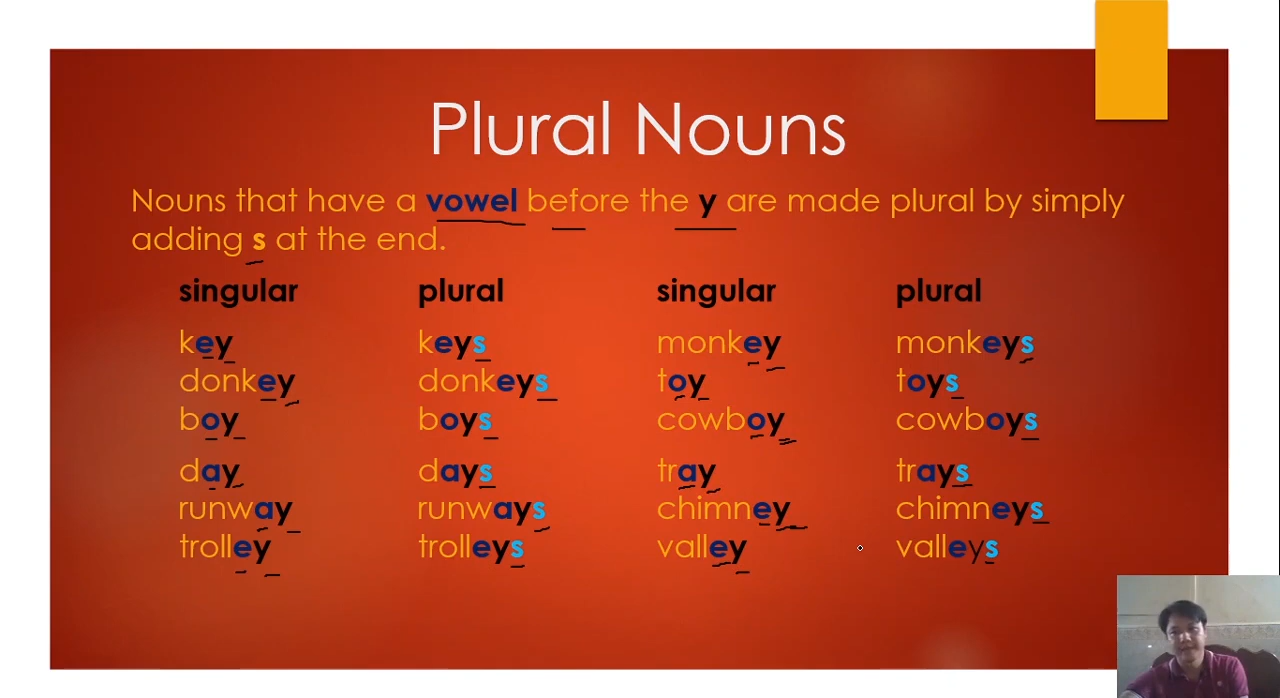 Plural Nouns
Nouns that have a vowel before the y are made plural by simply
adding s at the end.
singular plural singular plural
key keys monkey monkeys
donkey donkeys toy toys
boy boys cowboy cowboys
day days tray trays
runway runways chimney chimneys
trolley trolleys valley valleys